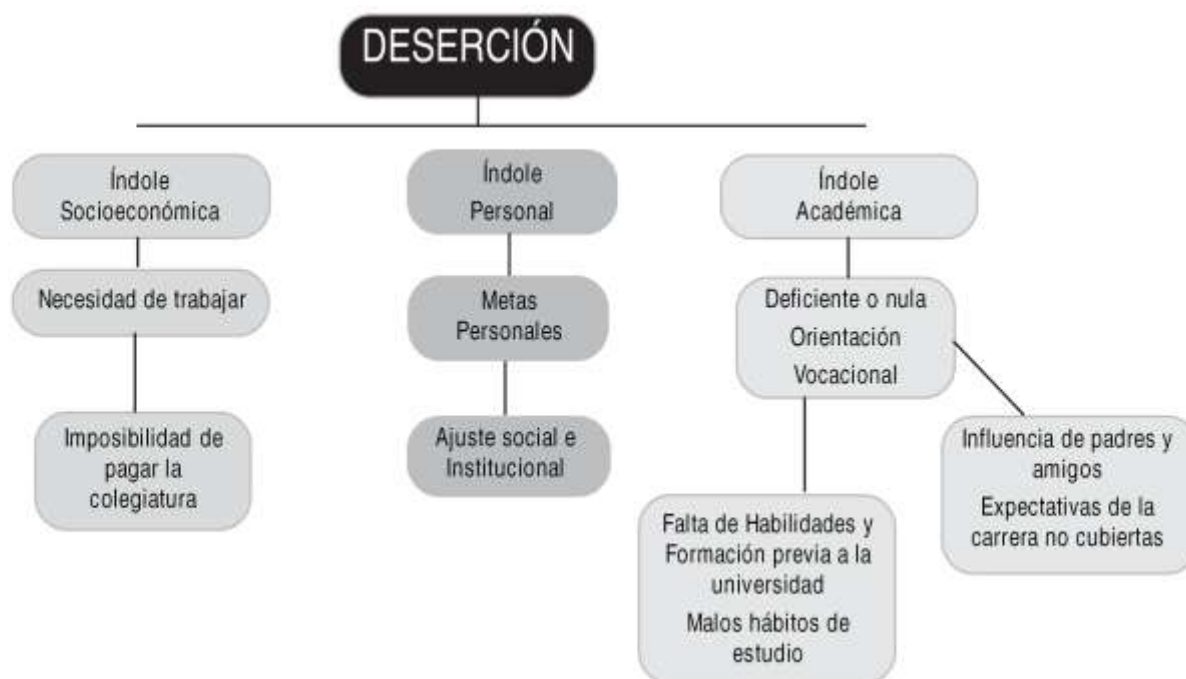 DESERCIÓN
Índole
Socioeconómica
Necesidad de trabajar
Imposibilidad de
pagar la
colegiatura
Índole
Personal
Metas
Personales
Ajuste social e
Institucional
Índole
Académica
Deficiente o nula
Orientación
Vocacional
Falta de Habilidades y
Formación previa a la
universidad
Malos hábitos de
estudio
Influencia de padres y
amigos
Expectativas de la
carrera no cubiertas